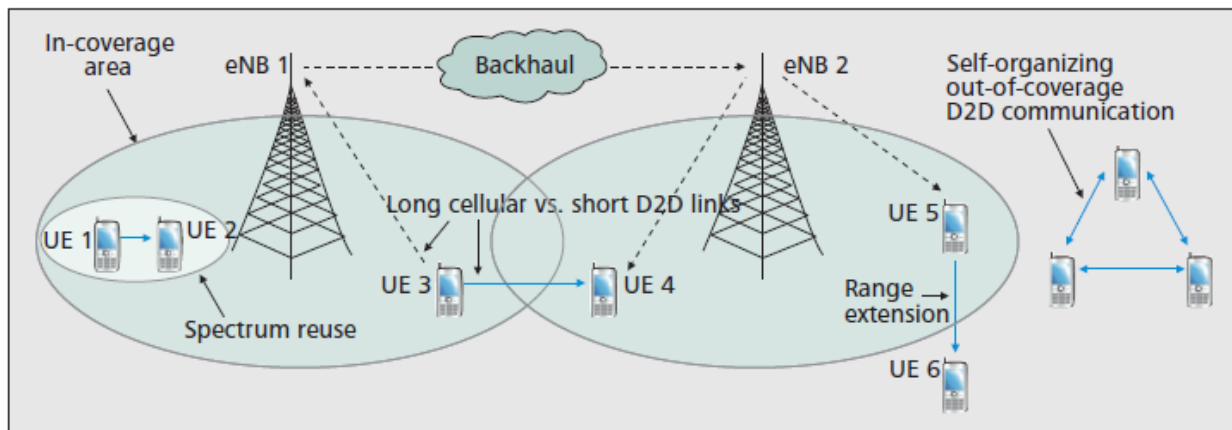 In-coverage
area
eNB 1
Backhaul
eNB 2
Self-organizing
out-of-coverage
D2D communication
Long cellular vs. short D2D links
UE 1
UE 2
UE 3
UE 4
UE 5
Spectrum reuse
Range
extension
UE 6